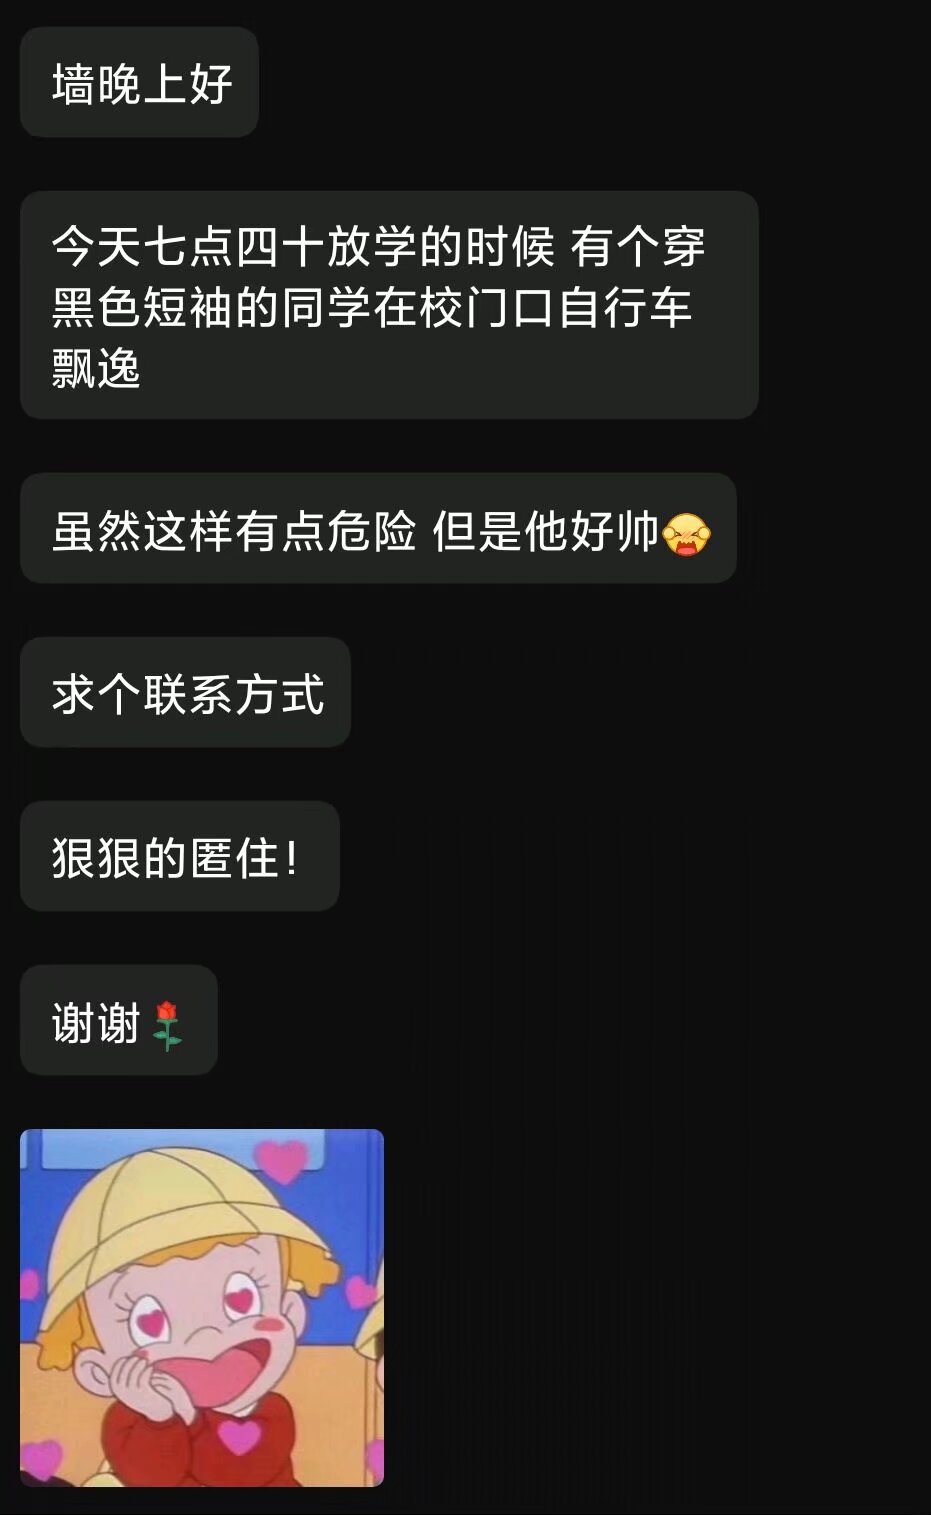 墙晚上好
今天七点四十放学的时候 有个穿
黑色短袖的同学在校门口自行车
飘逸
虽然这样有点危险 但是他好帅
求个联系方式
狠狠的匿住！
谢谢